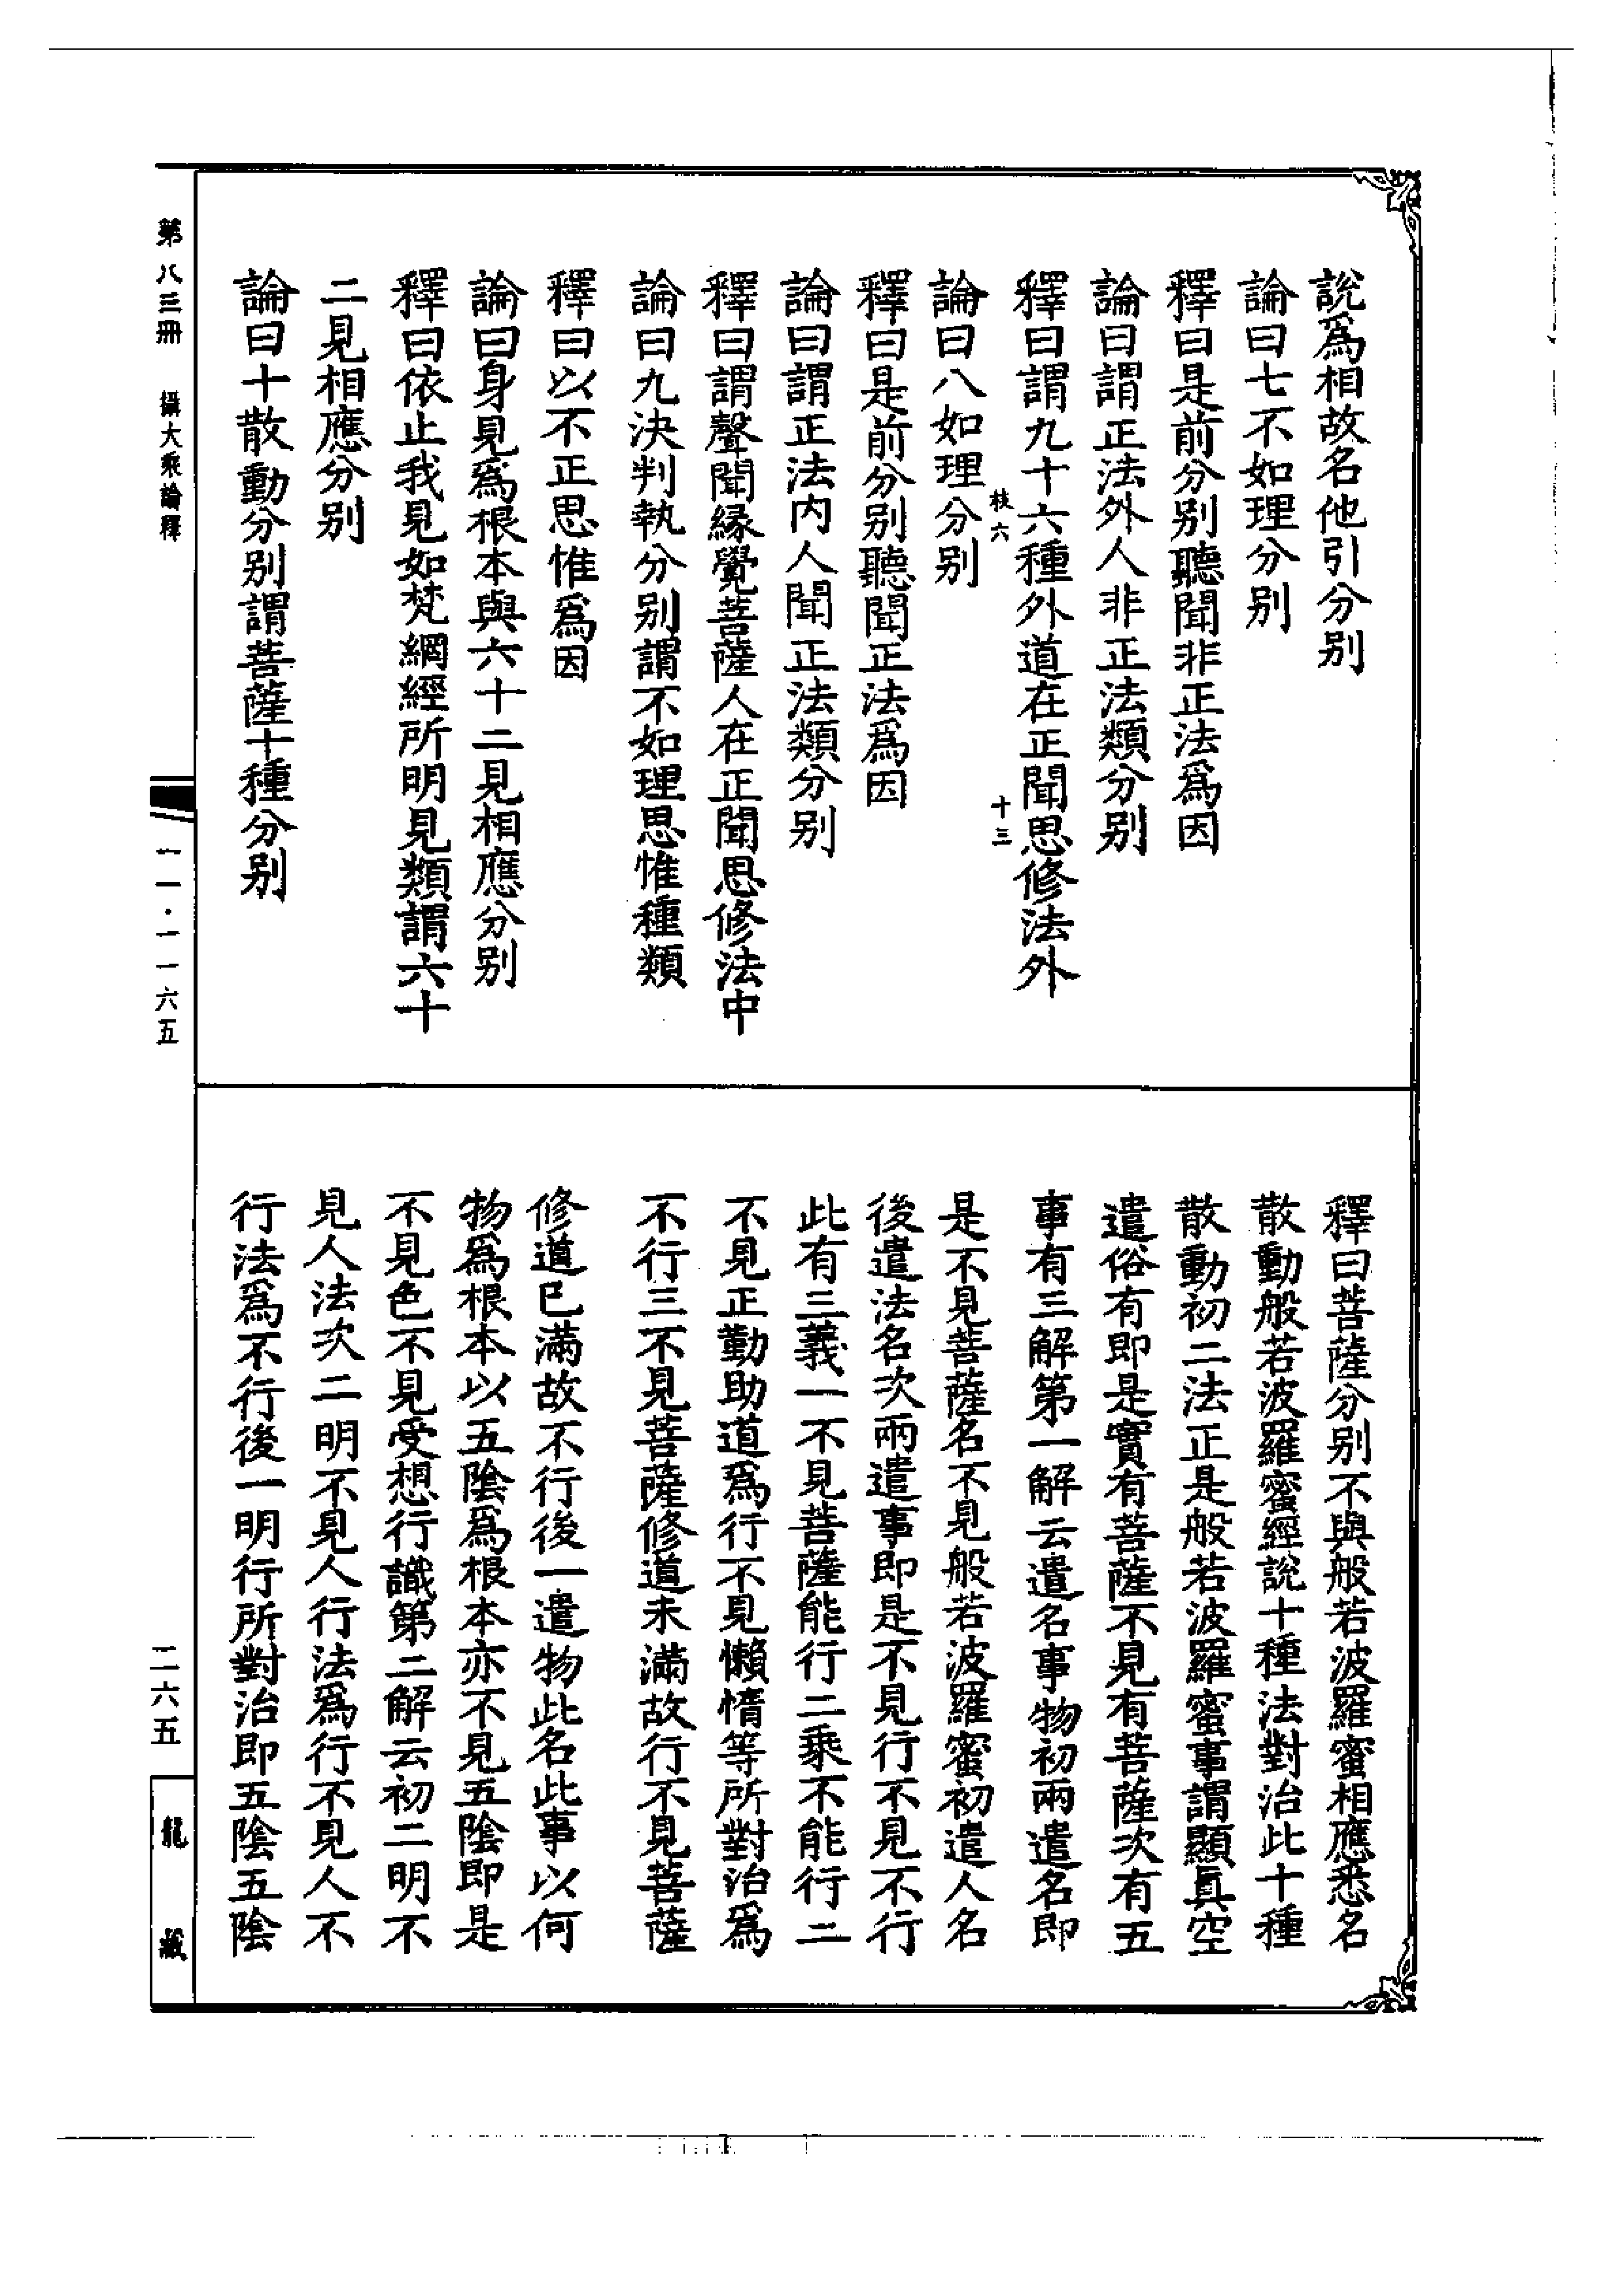 說爲相故名他引分别
論曰七不如理分别
釋曰是前分别聽聞非正法爲因
論曰謂正法外人非正法類分别
釋曰謂九十六種外道在正聞思修法外
枝六
十三
論曰八如理分别
釋曰是前分别聽聞正法爲因
論曰謂正法内人聞正法類分别
釋曰謂聲聞緣覺菩薩人在正聞思修法中
論曰九決判執分别謂不如理思惟種類
釋曰以不正思惟爲因
論曰身見爲根本與六十二見相應分别
釋曰依止我見如梵網經所明見類謂六十
二見相應分别
論曰十散動分别謂菩薩十種分别
釋曰菩薩分别不與般若波羅蜜相應悉名
散動般若波羅蜜經說十種法對治此十種
散動初二法正是般若波羅蜜事謂顯真空
遣俗有即是實有菩薩不見有菩薩次有五
事有三解第一解云遣名事物初兩遣名即
是不見菩薩名不見般若波羅蜜初遣人名
後遣法名次兩遣事即是不見行不見不行
此有三義一不見菩薩能行二乘不能行二
不見正勤助道爲行不見懶惰等所對治爲
不行三不見菩薩修道未滿故行不見菩薩
修道已滿故不行後一遣物此名此事以何
物爲根本以五陰爲根本亦不見五陰即是
不見色不見受想行識第二解云初二明不
見人法次二明不見人行法爲行不見人不
行法爲不行後一明行所對治即五陰五陰
第八三冊
攝大乘論釋
一一·一一六五
二六五
龍藏